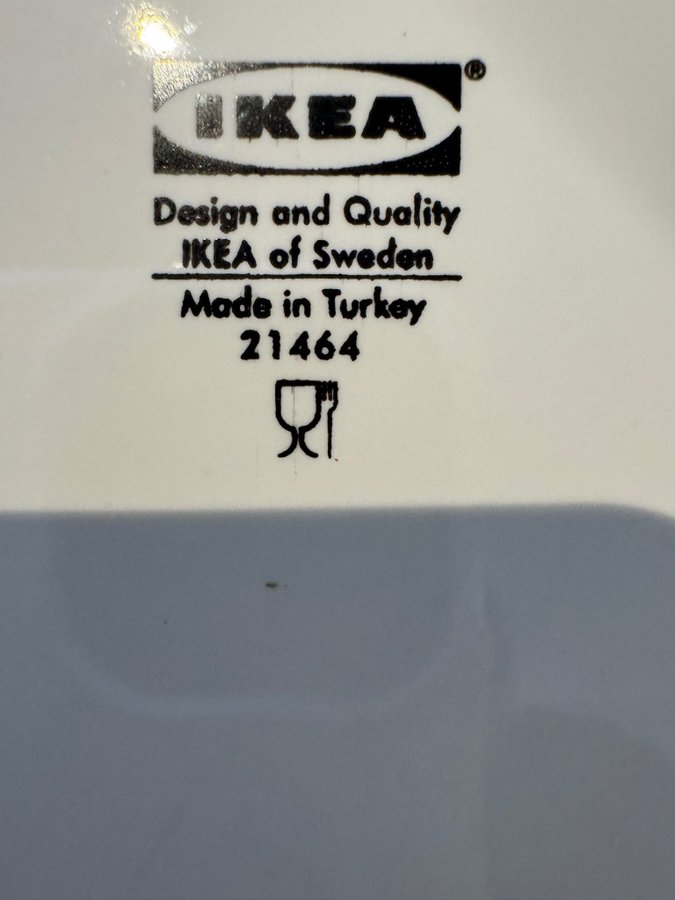 IKEA®
Design and Quality
IKEA of Sweden
Made in Turkey
21464